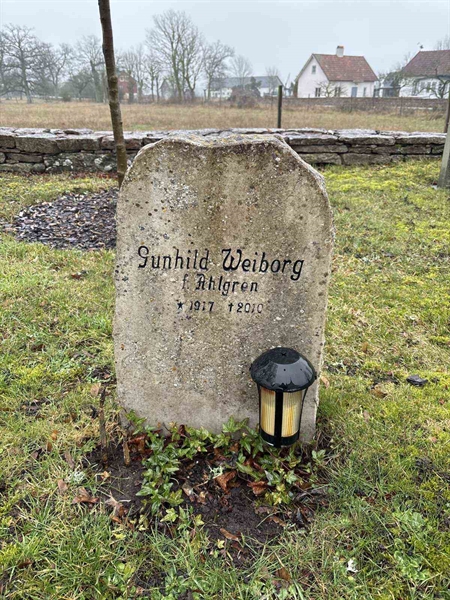 Gunhild Weiborg
f. Ahlgren
* 1917 † 2010